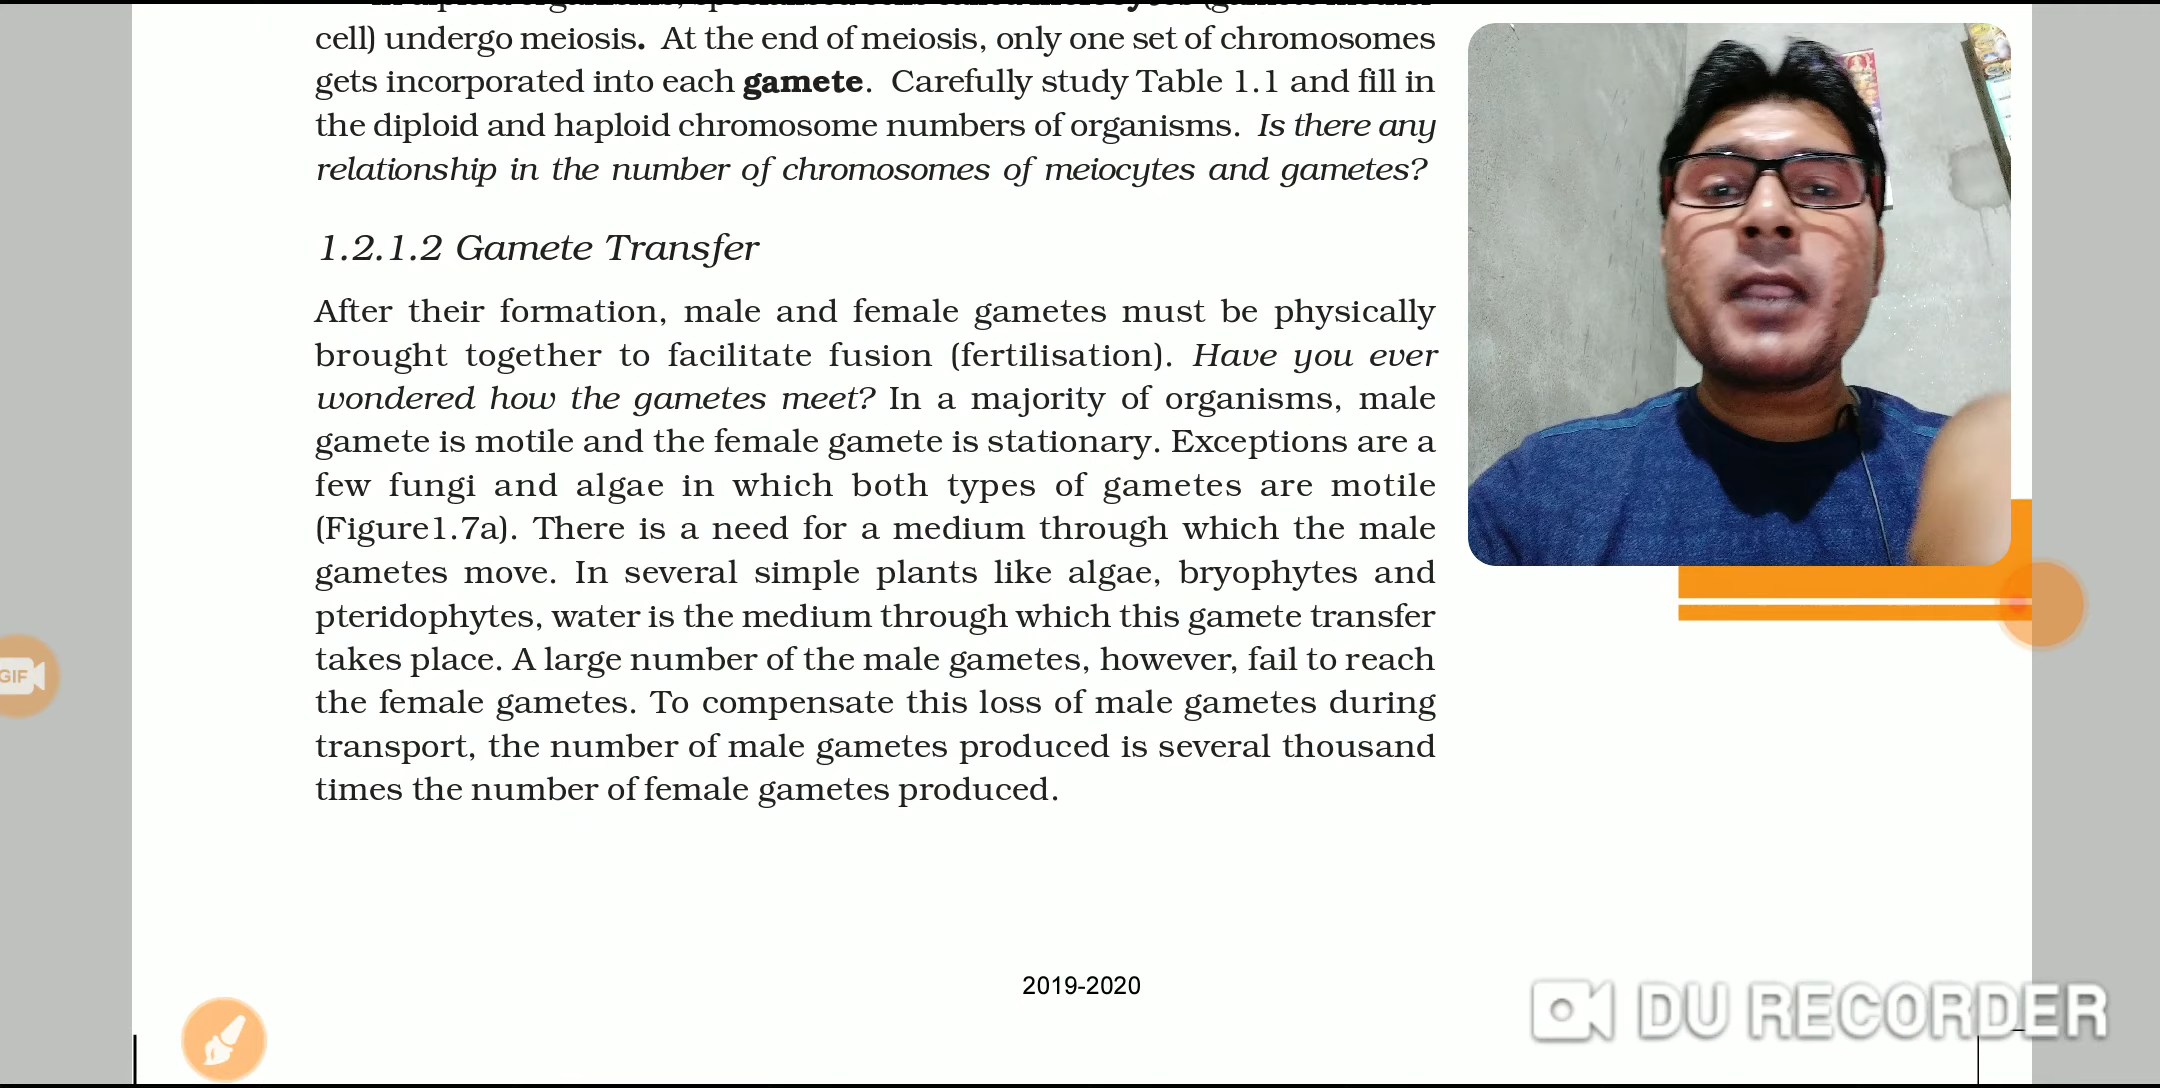 cell) undergo meiosis. At the end of meiosis, only one set of chromosomes
gets incorporated into each gamete. Carefully study Table 1.1 and fill in
the diploid and haploid chromosome numbers of organisms. Is there any
relationship in the number of chromosomes of meiocytes and gametes?
1.2.1.2 Gamete Transfer
After their formation, male and female gametes must be physically
brought together to facilitate fusion (fertilisation). Have you ever
wondered how the gametes meet? In a majority of organisms, male
gamete is motile and the female gamete is stationary. Exceptions are a
few fungi and algae in which both types of gametes are motile
(Figure1.7a). There is a need for a medium through which the male
gametes move. In several simple plants like algae, bryophytes and
pteridophytes, water is the medium through which this gamete transfer
takes place. A large number of the male gametes, however, fail to reach
the female gametes. To compensate this loss of male gametes during
transport, the number of male gametes produced is several thousand
times the number of female gametes produced.
GIF
2019-2020
DU RECORDER